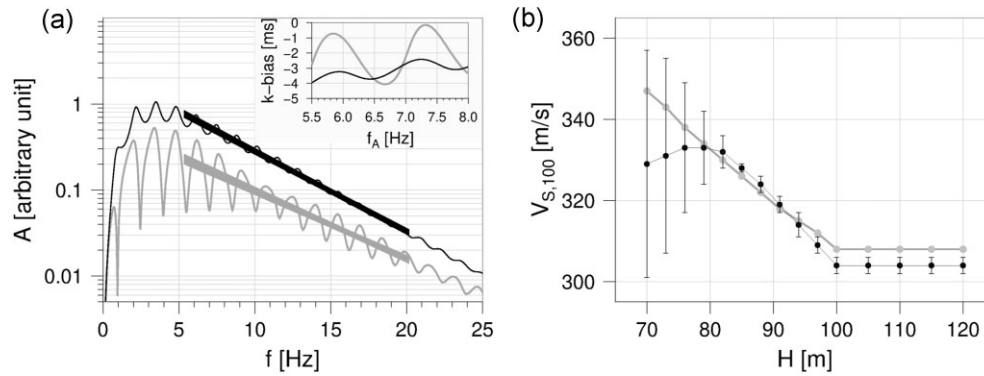 (a)
A [arbitrary unit]
1
0.1
0.01
0 5 10 15 20 25
f [Hz]
k-bias [ms]
0
-1
-2
-3
-4
-5
5.5 6.0 6.5 7.0 7.5 8.0
f_A [Hz]
(b)
V_S,100 [m/s]
360
340
320
300
70 80 90 100 110 120
H [m]